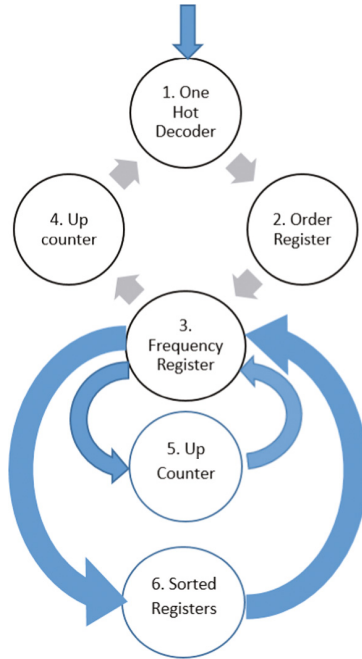 1. One
Hot
Decoder
4. Up
counter
2. Order
Register
3.
Frequency
Register
5. Up
Counter
6. Sorted
Registers